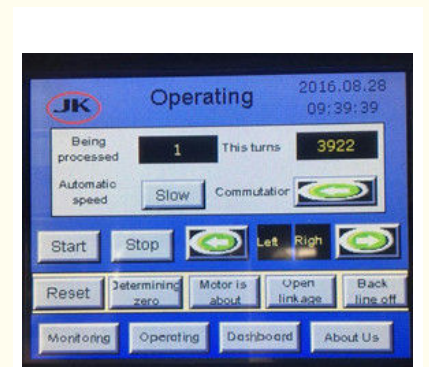 JK
Operating
2016.08.28
09:39:39
Being processed
1
This turns
3922
Automatic speed
Slow
Commutatior
Start
Stop
Left
Righ
Reset
Determining zero
Motor is about
Open linkage
Back line off
Monitoring
Operating
Dashboard
About Us